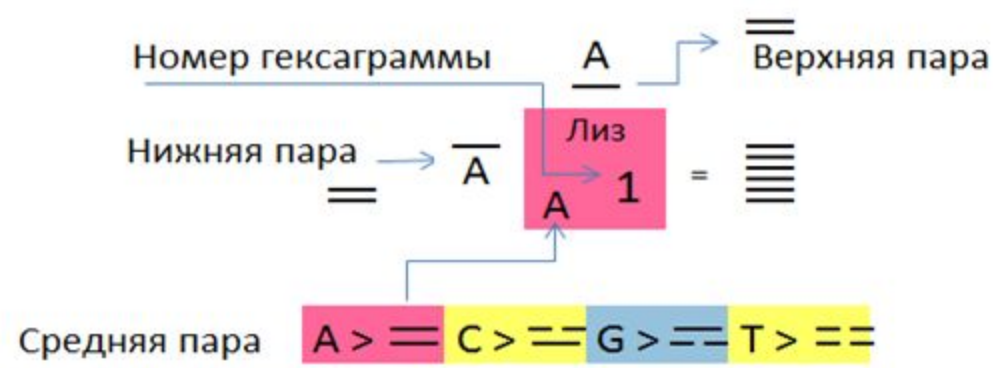 Номер гексаграммы
A
Верхняя пара
Лиз
Нижняя пара
A
1
=
A
Средняя пара
A >
C >
G >
T >